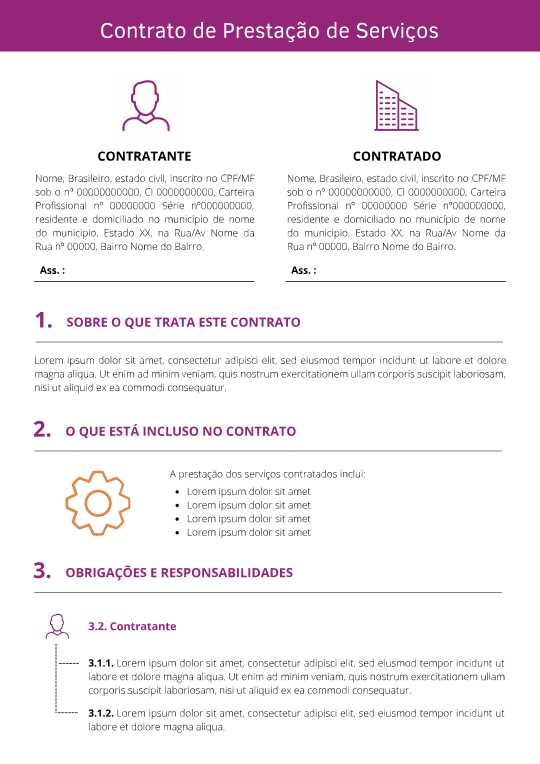 Contrato de Prestação de Serviços
CONTRATANTE
Nome, Brasileiro, estado civil, inscrito no CPF/MF
sob o nº 00000000000, CI 0000000000, Carteira
Profissional nº 00000000 Série nº000000000,
residente e domiciliado no município de nome
do municipio, Estado XX, na Rua/Av Nome da
Rua nº 00000, Bairro Nome do Bairro.
Ass. :
CONTRATADO
Nome, Brasileiro, estado civil, inscrito no CPF/MF
sob o nº 00000000000, CI 0000000000, Carteira
Profissional nº 00000000 Série nº000000000,
residente e domiciliado no município de nome
do municipio, Estado XX, na Rua/Av Nome da
Rua nº 00000, Bairro Nome do Bairro.
Ass. :
1. SOBRE O QUE TRATA ESTE CONTRATO
Lorem ipsum dolor sit amet, consectetur adipisci elit, sed eiusmod tempor incidunt ut labore et dolore
magna aliqua. Ut enim ad minim veniam, quis nostrum exercitationem ullam corporis suscipit laboriosam,
nisi ut aliquid ex ea commodi consequatur.
2. O QUE ESTÁ INCLUSO NO CONTRATO
A prestação dos serviços contratados inclui:
• Lorem ipsum dolor sit amet
• Lorem ipsum dolor sit amet
• Lorem ipsum dolor sit amet
• Lorem ipsum dolor sit amet
3. OBRIGAÇÕES E RESPONSABILIDADES
3.2. Contratante
3.1.1. Lorem ipsum dolor sit amet, consectetur adipisci elit, sed eiusmod tempor incidunt ut
labore et dolore magna aliqua. Ut enim ad minim veniam, quis nostrum exercitationem ullam
corporis suscipit laboriosam, nisi ut aliquid ex ea commodi consequatur.
3.1.2. Lorem ipsum dolor sit amet, consectetur adipisci elit, sed eiusmod tempor incidunt ut
labore et dolore magna aliqua.